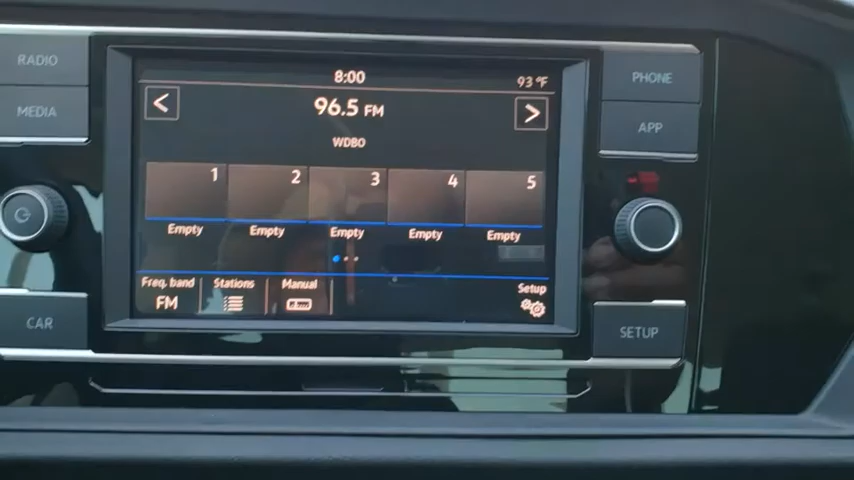 RADIO
MEDIA
CAR
8:00
93 °F
96.5 FM
WDBO
1 2 3 4 5
Empty Empty Empty Empty Empty
Freq. band Stations Manual Setup
FM
PHONE
APP
SETUP